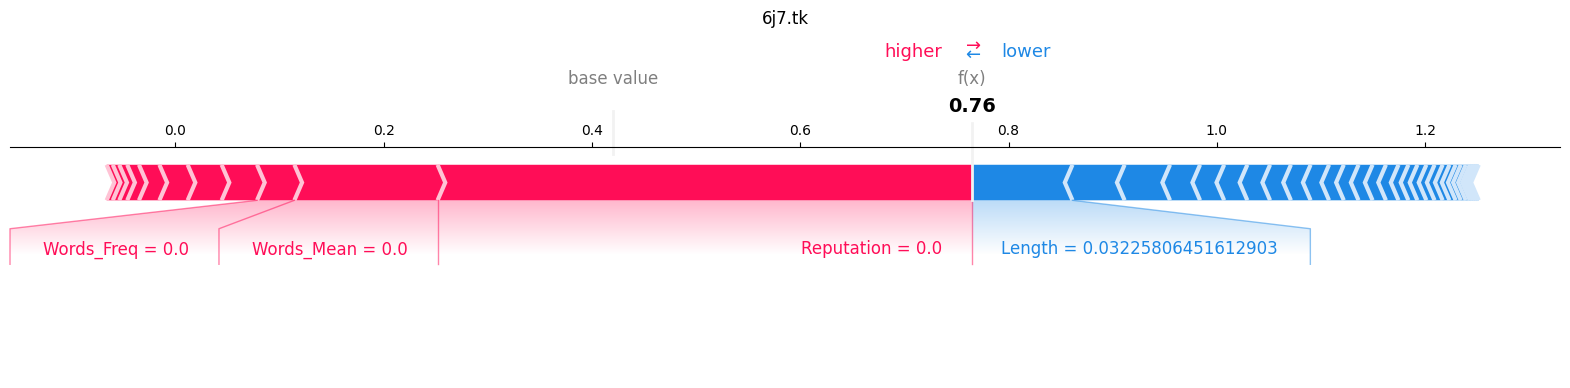 6j7.tk
higher ⇄ lower
base value f(x)
0.76
0.0 0.2 0.4 0.6 0.8 1.0 1.2
Words_Freq = 0.0 Words_Mean = 0.0 Reputation = 0.0 Length = 0.03225806451612903